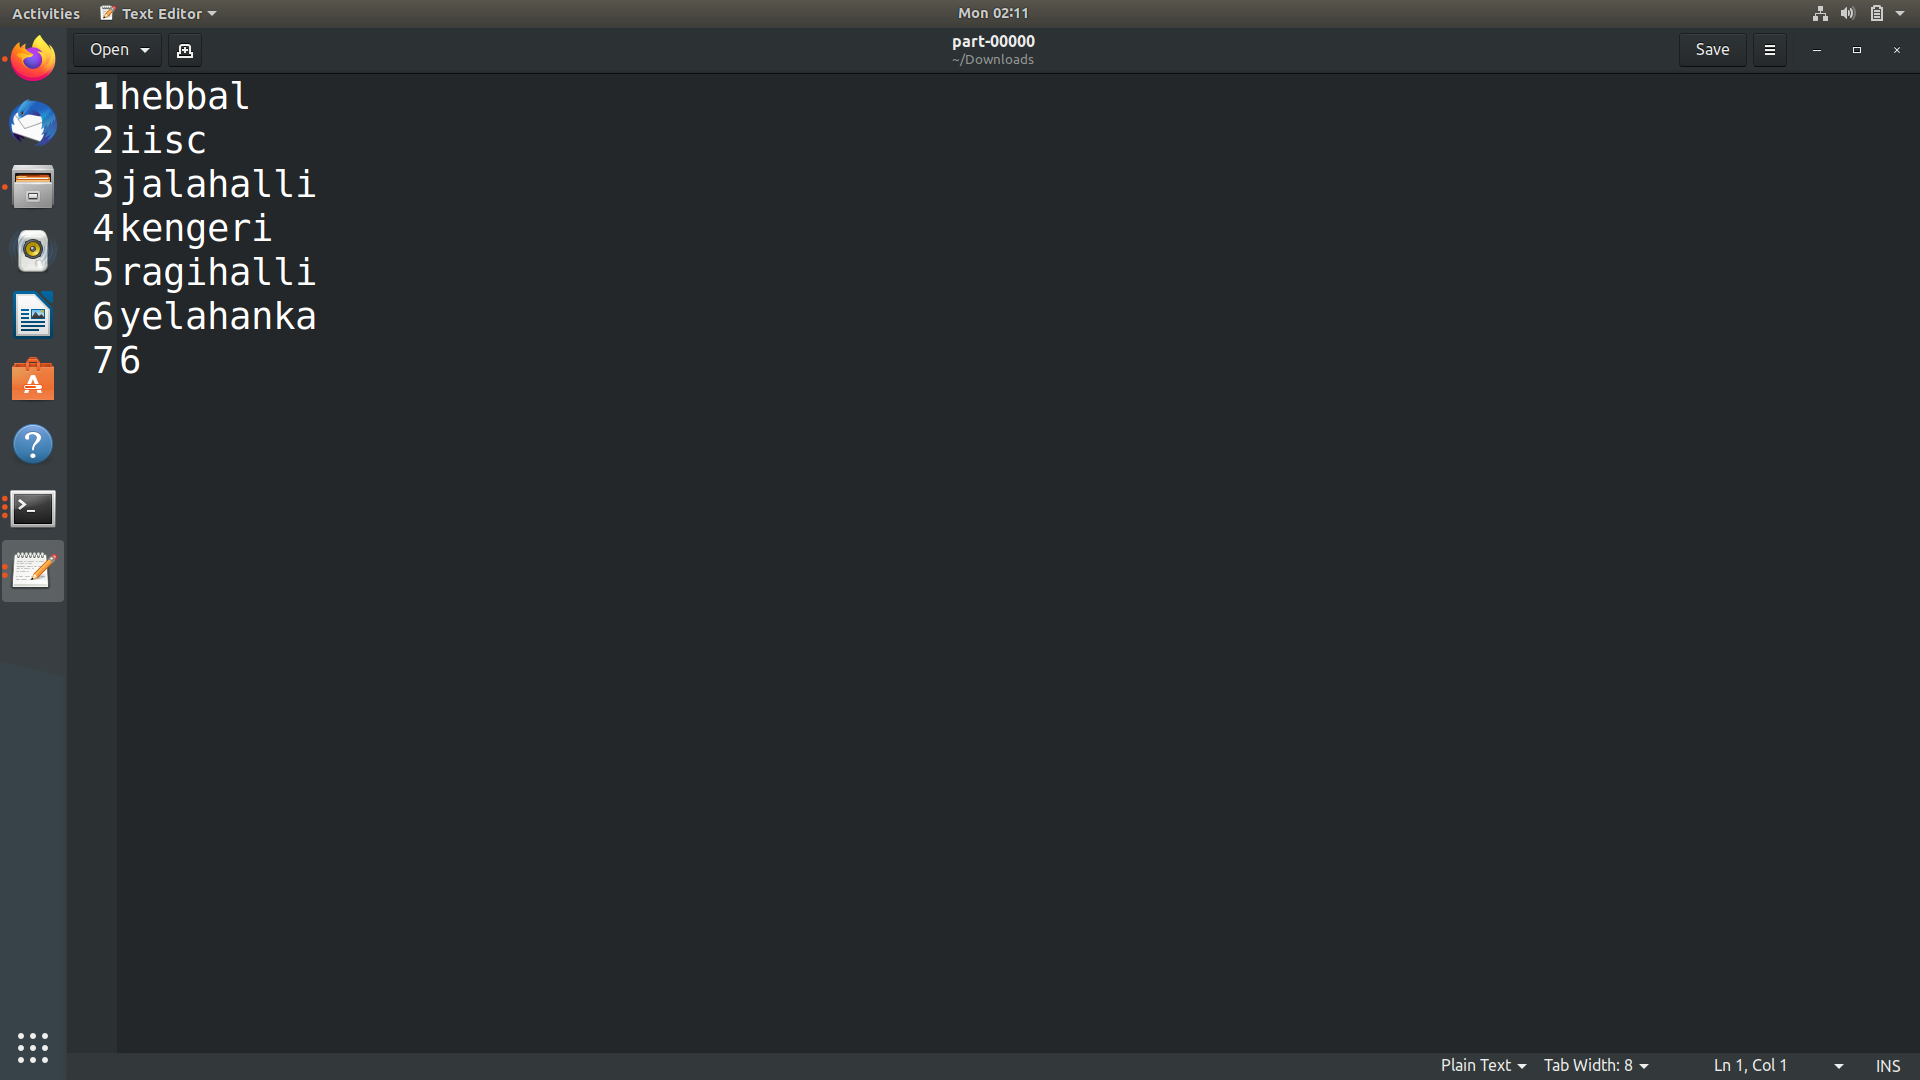 Activities Text Editor Mon 02:11
Open part-00000 Save
~/Downloads
1 hebbal
2 iisc
3 jalahalli
4 kengeri
5 ragihalli
6 yelahanka
7 6
Plain Text Tab Width: 8 Ln 1, Col 1 INS